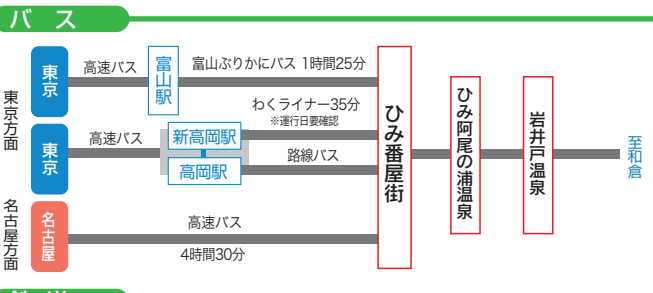 バス
東京方面
東京
高速バス
富山駅
富山ぶりかにバス 1時間25分
東京
高速バス
新高岡駅
高岡駅
わくライナー35分
※運行日要確認
路線バス
名古屋方面
名古屋
高速バス
4時間30分
ひみ番屋街
ひみ阿尾の浦温泉
岩井戸温泉
至和倉